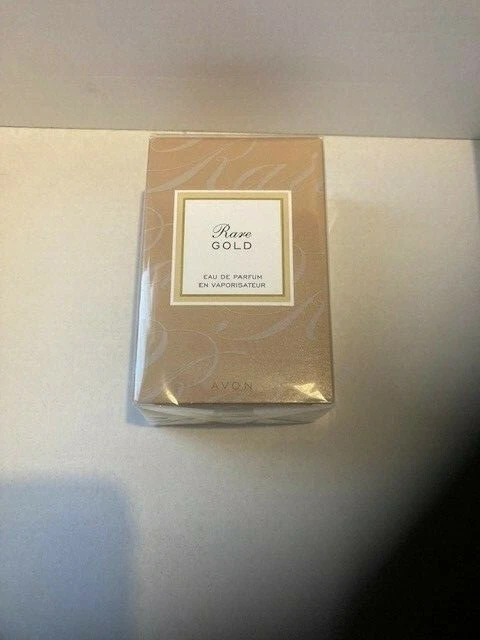 Rare
GOLD
EAU DE PARFUM
EN VAPORISATEUR
AVON